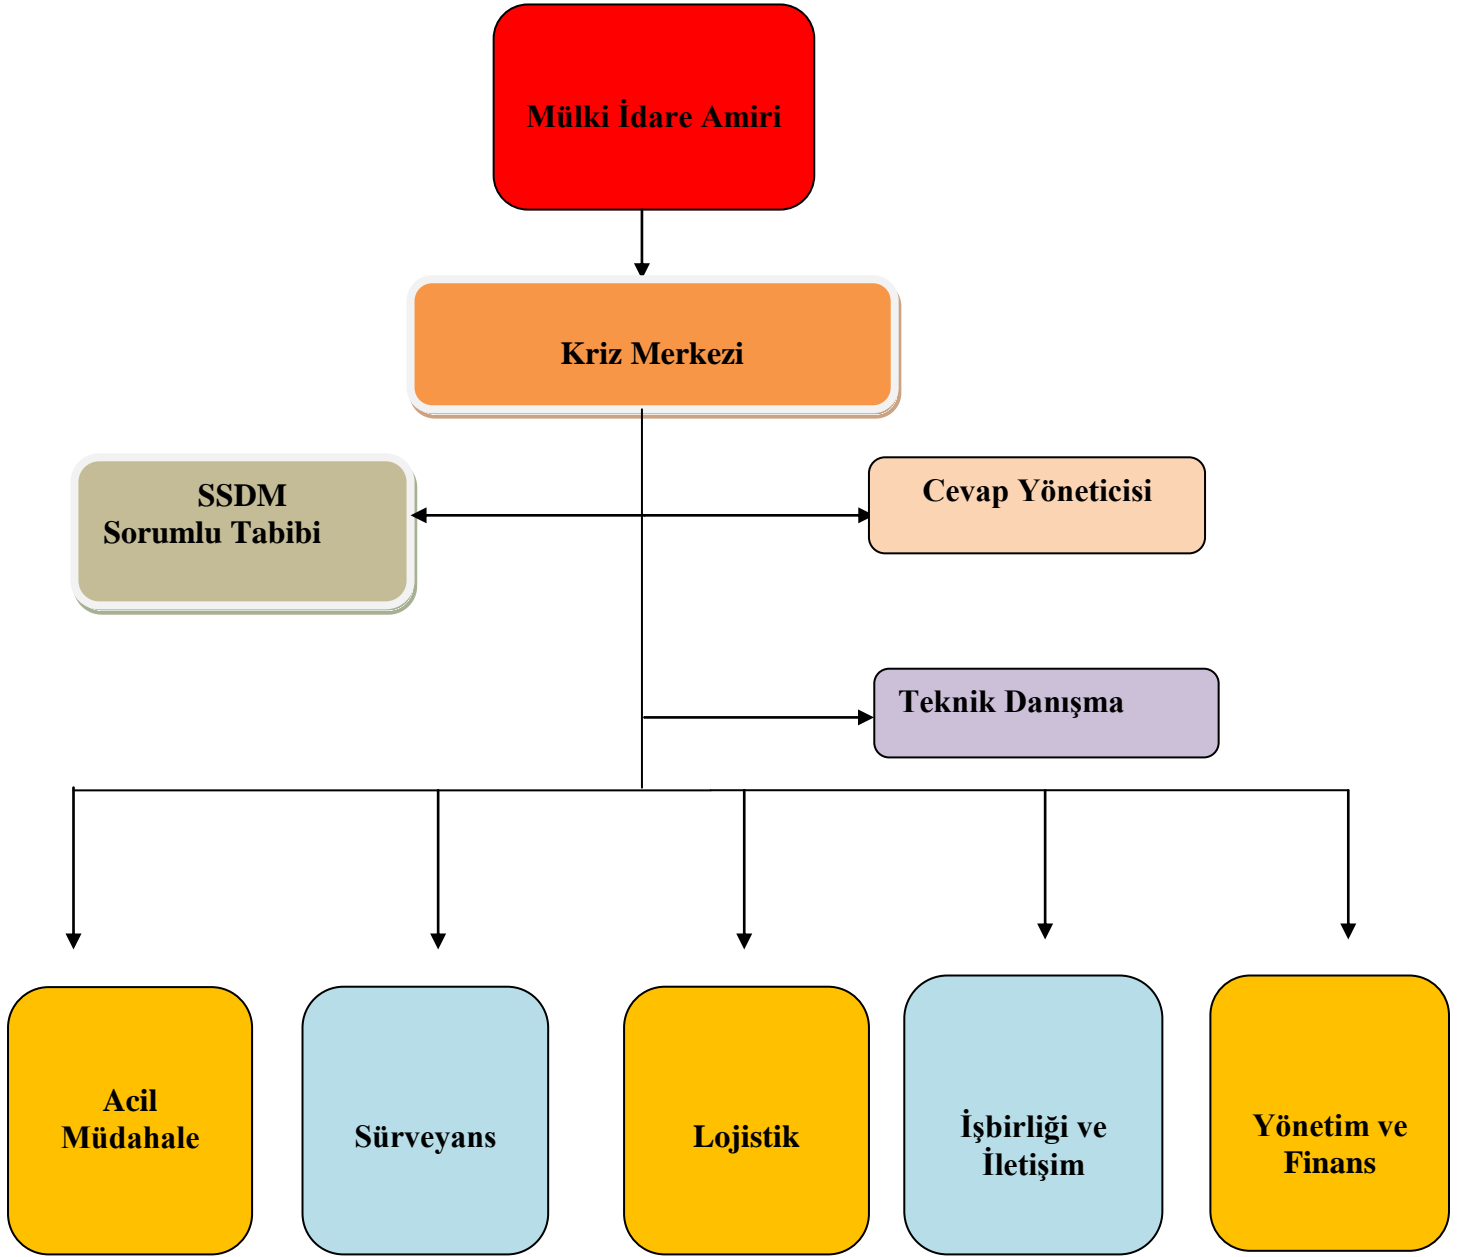 Mülki İdare Amiri
Kriz Merkezi
SSDM
Sorumlu Tabibi
Cevap Yöneticisi
Teknik Danışma
Acil
Müdahale
Sürveyans
Lojistik
İşbirliği ve
İletişim
Yönetim ve
Finans